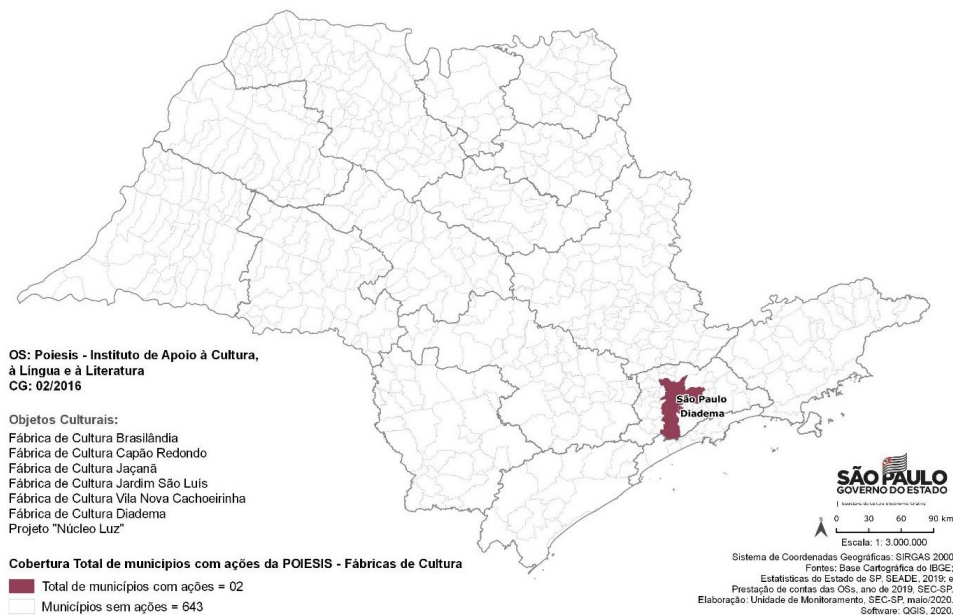 São Paulo
Diadema
OS: Poiesis - Instituto de Apoio à Cultura,
à Língua e à Literatura
CG: 02/2016
Objetos Culturais:
Fábrica de Cultura Brasilândia
Fábrica de Cultura Capão Redondo
Fábrica de Cultura Jaçanã
Fábrica de Cultura Jardim São Luís
Fábrica de Cultura Vila Nova Cachoeirinha
Fábrica de Cultura Diadema
Projeto "Núcleo Luz"
Cobertura Total de municípios com ações da POIESIS - Fábricas de Cultura
Total de municípios com ações = 02
Municípios sem ações = 643
SÃO PAULO
GOVERNO DO ESTADO
N
0 30 60 90 km
Escala: 1: 3.000.000
Sistema de Coordenadas Geográficas: SIRGAS 2000
Fontes: Base Cartográfica do IBGE;
Estatísticas do Estado de SP, SEADE, 2019; e
Prestação de contas das OSs, ano de 2019, SEC-SP.
Elaboração: Unidade de Monitoramento, SEC-SP, maio/2020.
Software: QGIS, 2020.